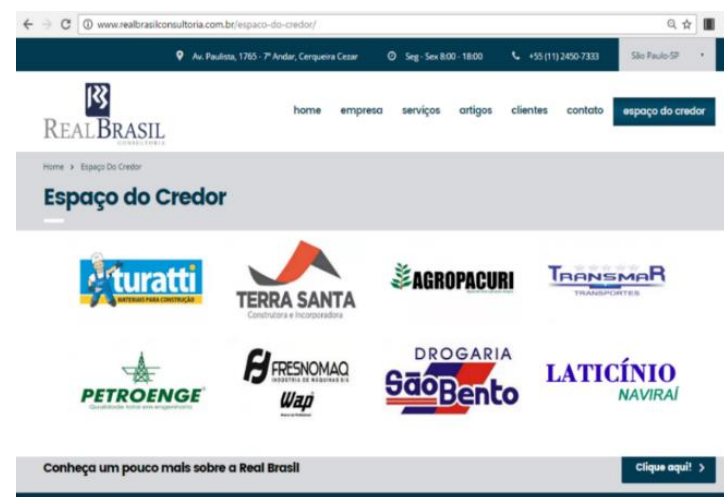 www.realbrasilconsultoria.com.br/espaco-do-credor/
Av. Paulista, 1765 - 7º Andar, Cerqueira Cezar Seg - Sex 8:00 - 18:00 +55 (11) 2450-7333 São Paulo-SP
home empresa serviços artigos clientes contato espaço do credor
REAL BRASIL
CONSULTORIA
Home > Espaço Do Credor
Espaço do Credor
turatti
MATERIAIS PARA CONSTRUÇÃO
TERRA SANTA
Construtora e Incorporadora
AGROPACURI
TRANSMAR
TRANSPORTES
PETROENGE
Qualidade total em engenharia
FRESNOMAQ
INDÚSTRIA DE MÁQUINAS S/A
Wap
DROGARIA
São Bento
LATICÍNIO
NAVIRAÍ
Conheça um pouco mais sobre a Real Brasil Clique aqui! >